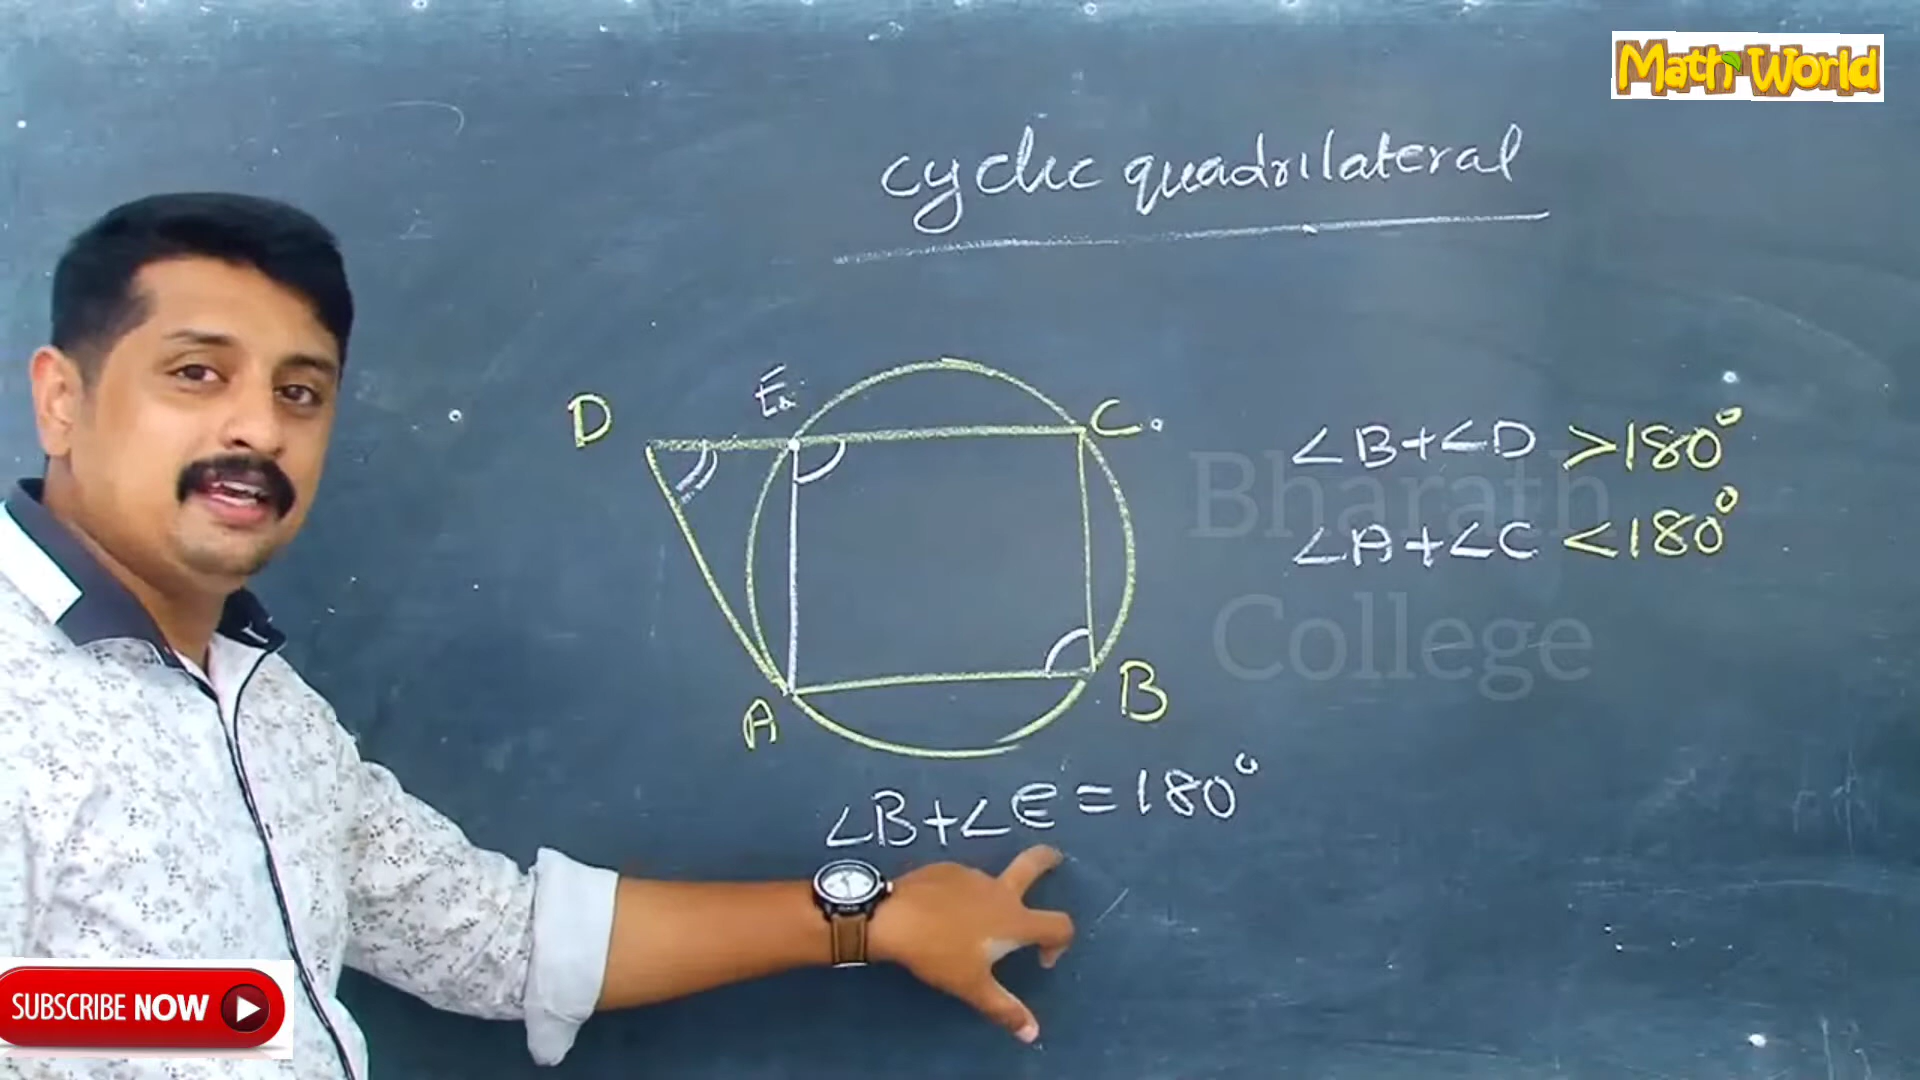 Math World
cyclic quadrilateral
D
E
C
∠B+∠D >180°
∠A+∠C <180°
Bharath
College
A
B
∠B+∠E=180°
SUBSCRIBE NOW